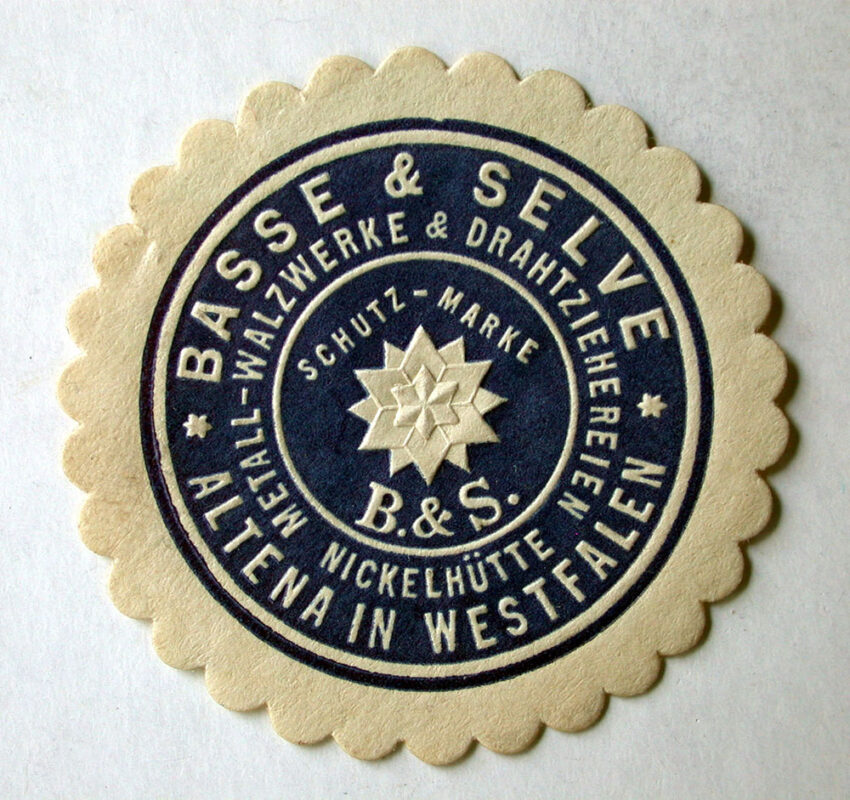 BASSE & SELVE
METALL-WALZWERKE & DRAHTZIEHEREIEN
SCHUTZ-MARKE
B.&S.
NICKELHÜTTE
ALTENA IN WESTFALEN